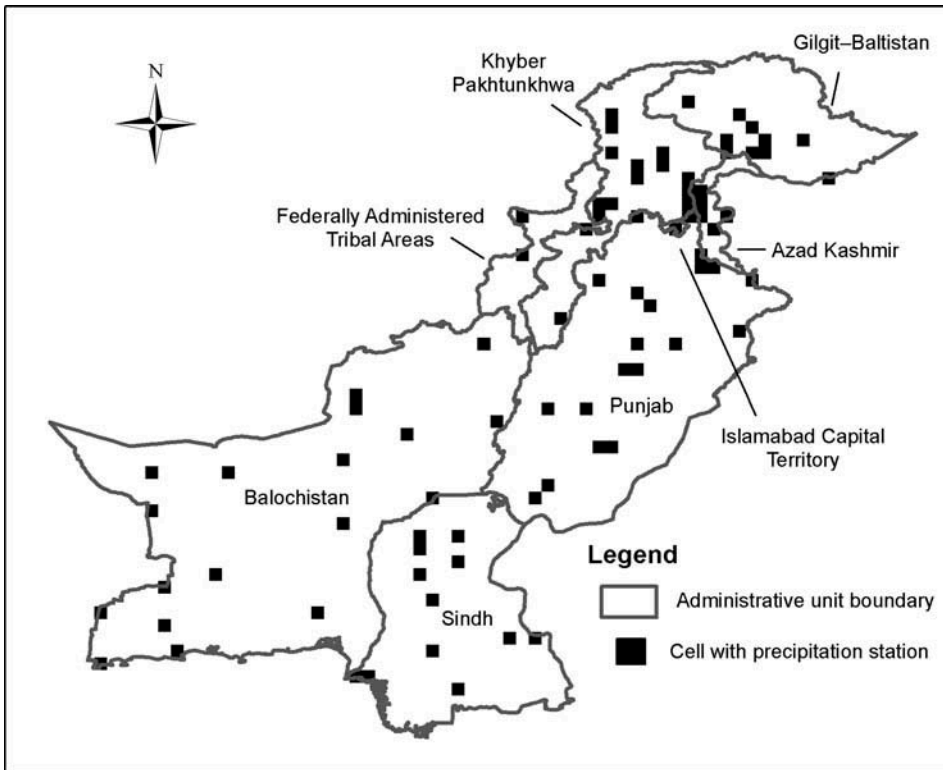 Gilgit–Baltistan
Khyber
Pakhtunkhwa
N
Federally Administered
Tribal Areas
Azad Kashmir
Punjab
Islamabad Capital
Territory
Balochistan
Sindh
Legend
Administrative unit boundary
Cell with precipitation station